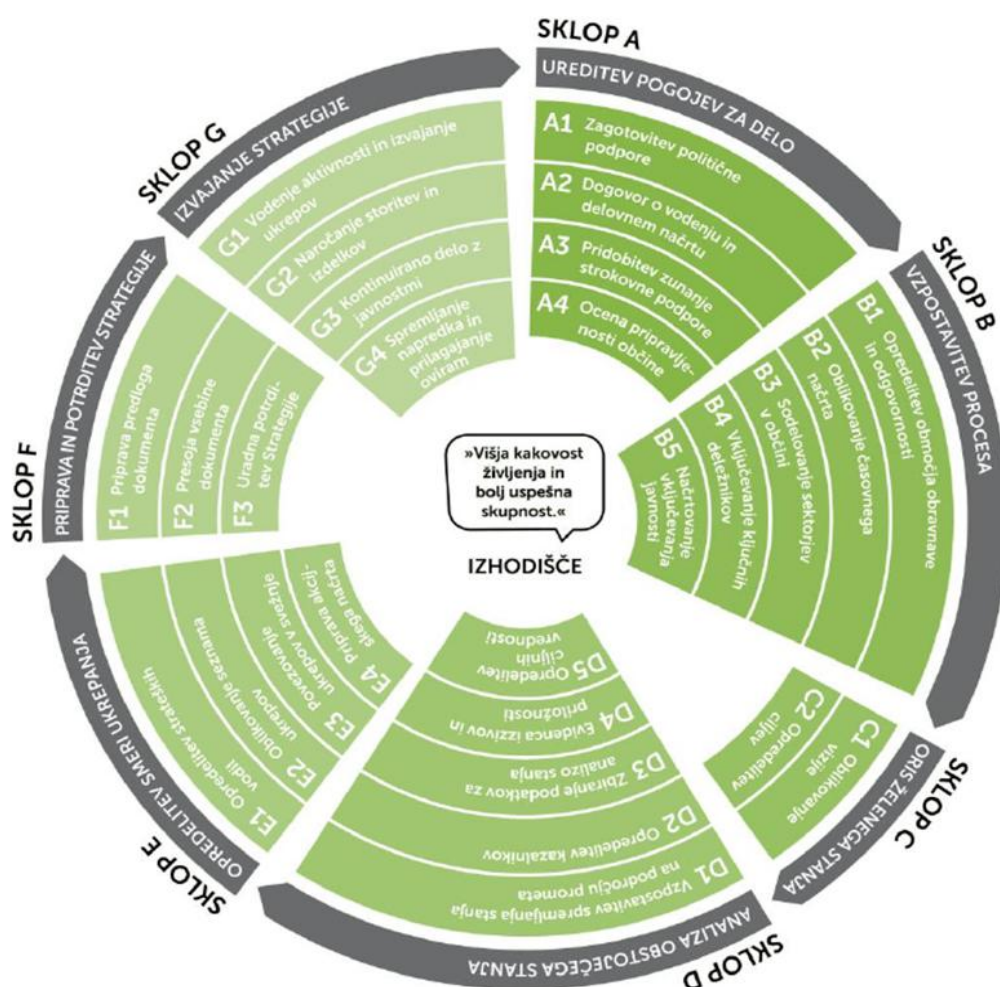 SKLOP A
UREDITEV POGOJEV ZA DELO
A1 Zagotovitev politične
podpore
A2 Dogovor o vodenju in
delovnem načrtu
A3 Pridobitev zunanje
strokovne podpore
A4 Ocena pripravlje-
nosti občine
SKLOP B
VZPOSTAVITEV PROCESA
B1 Opredelitev območja obravnave
in odgovornosti
B2 Oblikovanje časovnega
načrta
B3 Sodelovanje sektorjev
v občini
B4 Vključevanje ključnih
deležnikov
B5 Načrtovanje
vključevanja
javnosti
SKLOP C
ORIS ŽELENEGA STANJA
C1 Oblikovanje
vizije
C2 Opredelitev
ciljev
SKLOP D
ANALIZA OBSTOJEČEGA STANJA
D1 Vzpostavitev spremljanja stanja
na področju prometa
D2 Opredelitev kazalnikov
D3 Zbiranje podatkov za
analizo stanja
D4 Evidenca izzivov in
priložnosti
D5 Opredelitev
ciljnih
vrednosti
SKLOP E
OPREDELITEV SMERI UKREPANJA
E1 Opredelitev strateških
vodil
E2 Oblikovanje seznama
ukrepov
E3 Povezovanje
ukrepov v svežnje
E4 Priprava akcij-
skega načrta
SKLOP F
PRIPRAVA IN POTRDITEV STRATEGIJE
F1 Priprava predloga
dokumenta
F2 Presoja vsebine
dokumenta
F3 Uradna potrdi-
tev Strategije
SKLOP G
IZVAJANJE STRATEGIJE
G1 Vodenje aktivnosti in izvajanje
ukrepov
G2 Naročanje storitev in
izdelkov
G3 Kontinuirano delo z
javnostmi
G4 Spremljanje
napredka in
prilagajanje
oviram
»Višja kakovost
življenja in
bolj uspešna
skupnost.«
IZHODIŠČE